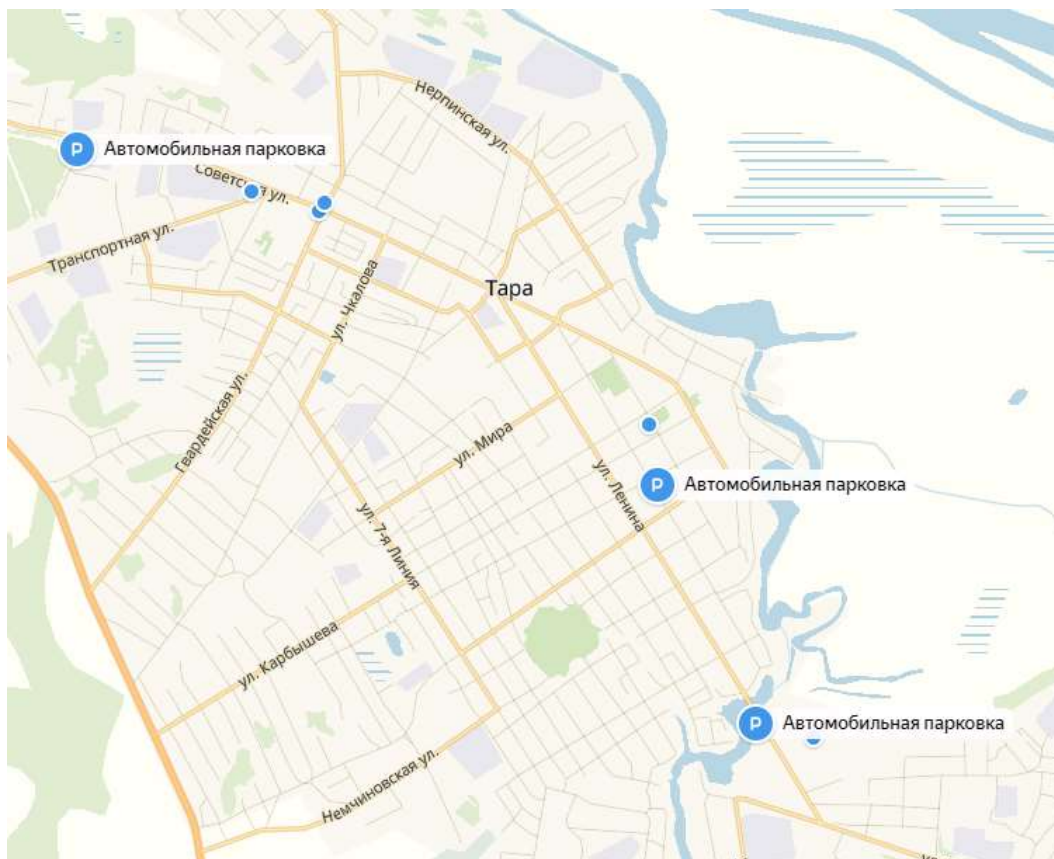 Нерпинская ул.
P
Автомобильная парковка
Советская ул.
Транспортная ул.
ул. Чкалова
Тара
Гвардейская ул.
ул. Мира
ул. Ленина
P
Автомобильная парковка
ул. 7-я Линия
ул. Карбышева
P
Автомобильная парковка
Немчиновская ул.